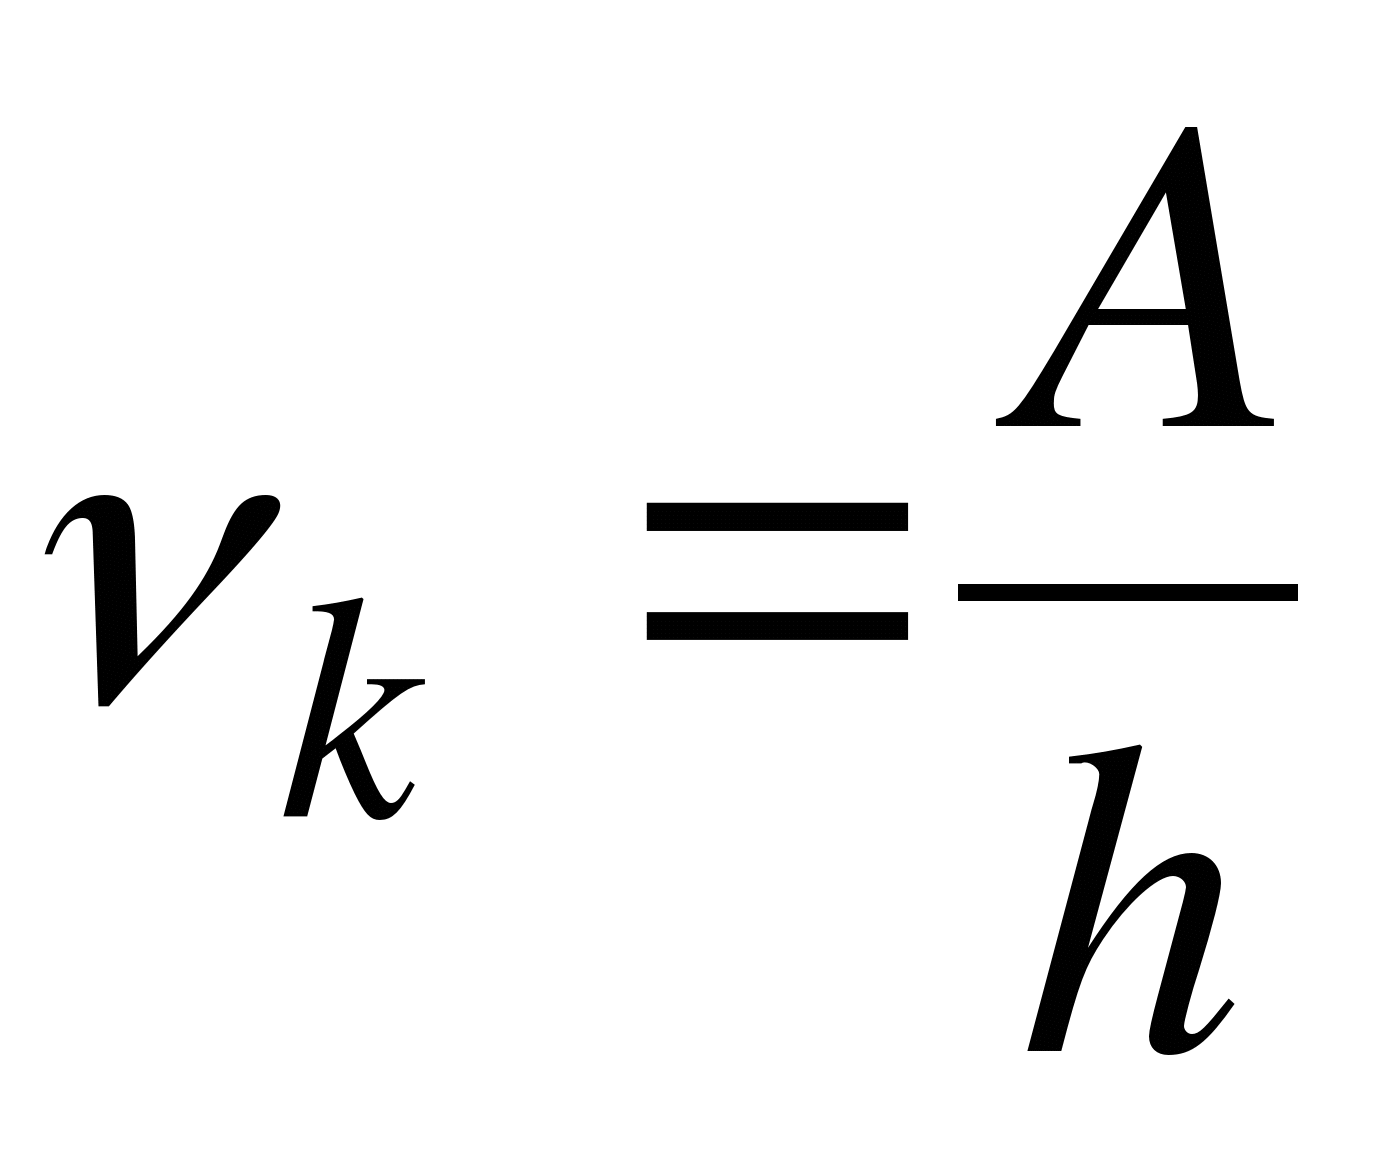 ν_k = A/h